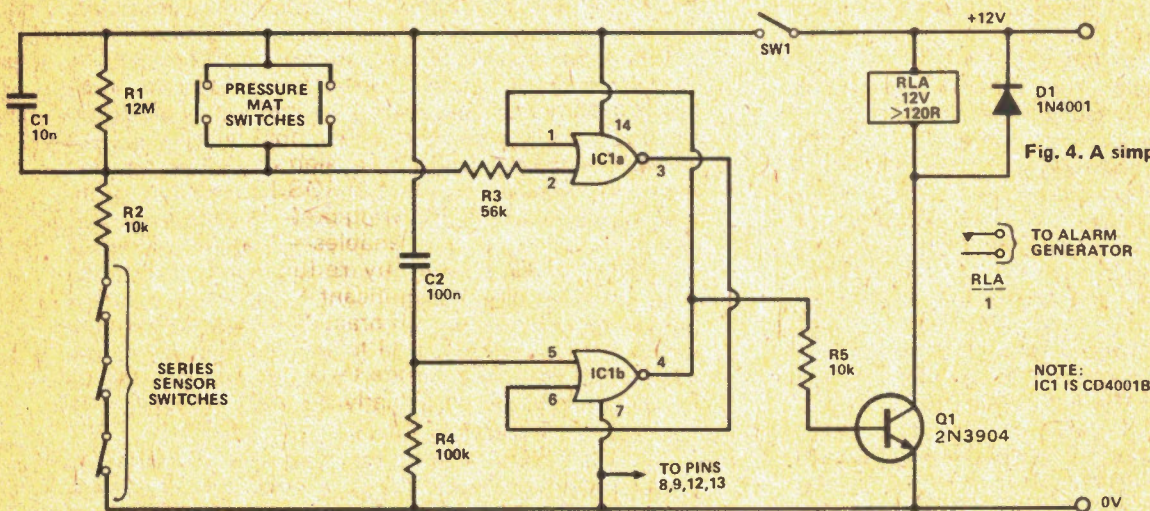 +12V
SW1
C1
10n
R1
12M
PRESSURE
MAT
SWITCHES
RLA
12V
>120R
D1
1N4001
14
1
IC1a
2
3
R3
56k
Fig. 4. A simp
R2
10k
C2
100n
TO ALARM
GENERATOR
RLA
1
SERIES
SENSOR
SWITCHES
5
IC1b
4
6
7
R5
10k
NOTE:
IC1 IS CD4001B
R4
100k
Q1
2N3904
TO PINS
8,9,12,13
0V